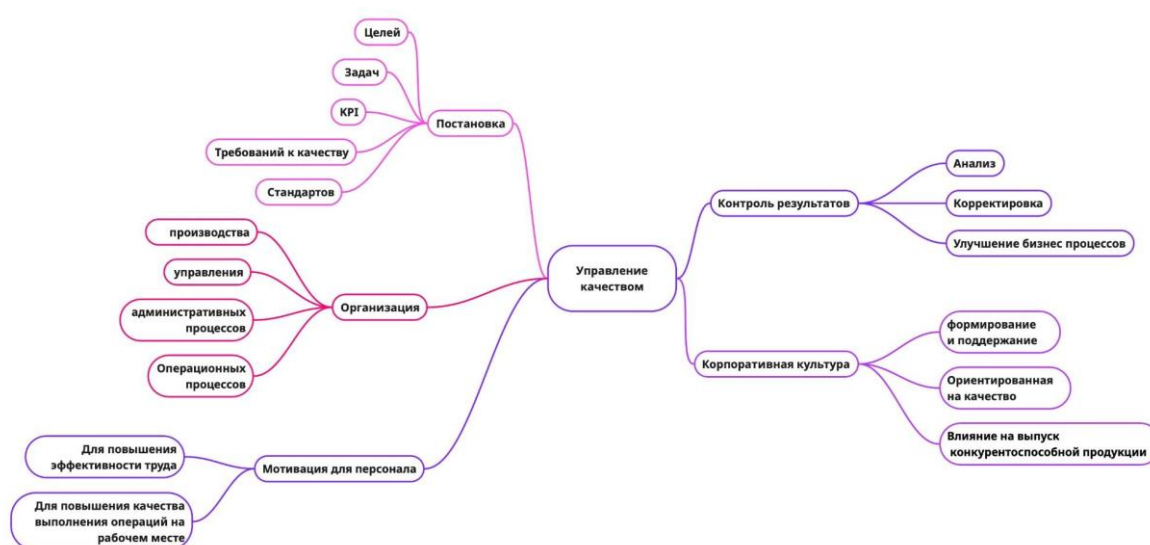 Целей
Задач
KPI
Требований к качеству
Стандартов
Постановка
производства
управления
административных
процессов
Операционных
процессов
Организация
Для повышения
эффективности труда
Для повышения качества
выполнения операций на
рабочем месте
Мотивация для персонала
Управление
качеством
Контроль результатов
Анализ
Корректировка
Улучшение бизнес процессов
Корпоративная культура
формирование
и поддержание
Ориентированная
на качество
Влияние на выпуск
конкурентоспособной продукции